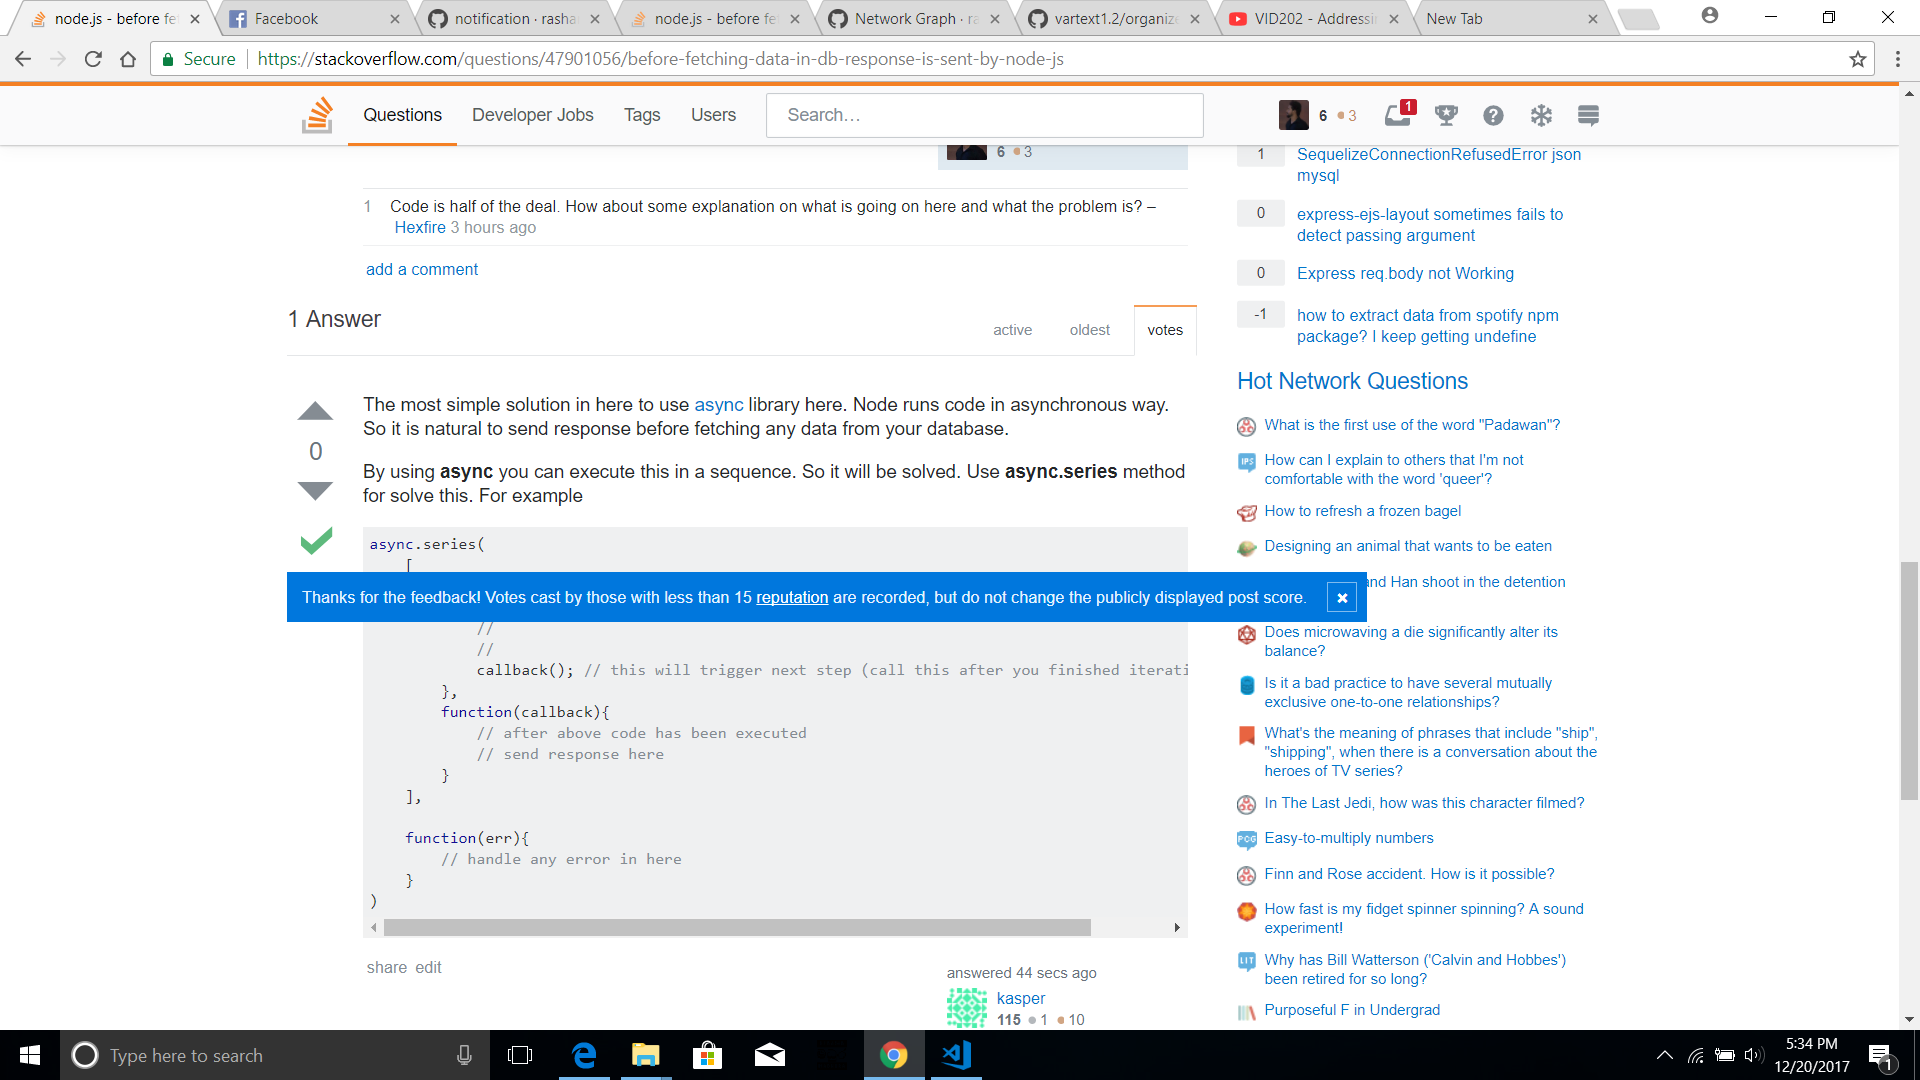 node.js - before fe
Facebook
notification · rasha
node.js - before fe
Network Graph · ra
vartext1.2/organize
VID202 - Addressin
New Tab
Secure
https://stackoverflow.com/questions/47901056/before-fetching-data-in-db-response-is-sent-by-node-js
Questions
Developer Jobs
Tags
Users
Search…
6 3
1
6 3
1 Code is half of the deal. How about some explanation on what is going on here and what the problem is? –
Hexfire 3 hours ago
add a comment
1 Answer
active
oldest
votes
0
The most simple solution in here to use async library here. Node runs code in asynchronous way.
So it is natural to send response before fetching any data from your database.
By using async you can execute this in a sequence. So it will be solved. Use async.series method
for solve this. For example
async.series(
[
Thanks for the feedback! Votes cast by those with less than 15 reputation are recorded, but do not change the publicly displayed post score.
//
//
callback(); // this will trigger next step (call this after you finished iterati
},
function(callback){
// after above code has been executed
// send response here
}
],
function(err){
// handle any error in here
}
)
share edit
answered 44 secs ago
kasper
115 1 10
1 SequelizeConnectionRefusedError json
mysql
0 express-ejs-layout sometimes fails to
detect passing argument
0 Express req.body not Working
-1 how to extract data from spotify npm
package? I keep getting undefine
Hot Network Questions
What is the first use of the word "Padawan"?
How can I explain to others that I'm not
comfortable with the word 'queer'?
How to refresh a frozen bagel
Designing an animal that wants to be eaten
and Han shoot in the detention
Does microwaving a die significantly alter its
balance?
Is it a bad practice to have several mutually
exclusive one-to-one relationships?
What's the meaning of phrases that include "ship",
"shipping", when there is a conversation about the
heroes of TV series?
In The Last Jedi, how was this character filmed?
Easy-to-multiply numbers
Finn and Rose accident. How is it possible?
How fast is my fidget spinner spinning? A sound
experiment!
Why has Bill Watterson ('Calvin and Hobbes')
been retired for so long?
Purposeful F in Undergrad
Type here to search
5:34 PM
12/20/2017
1